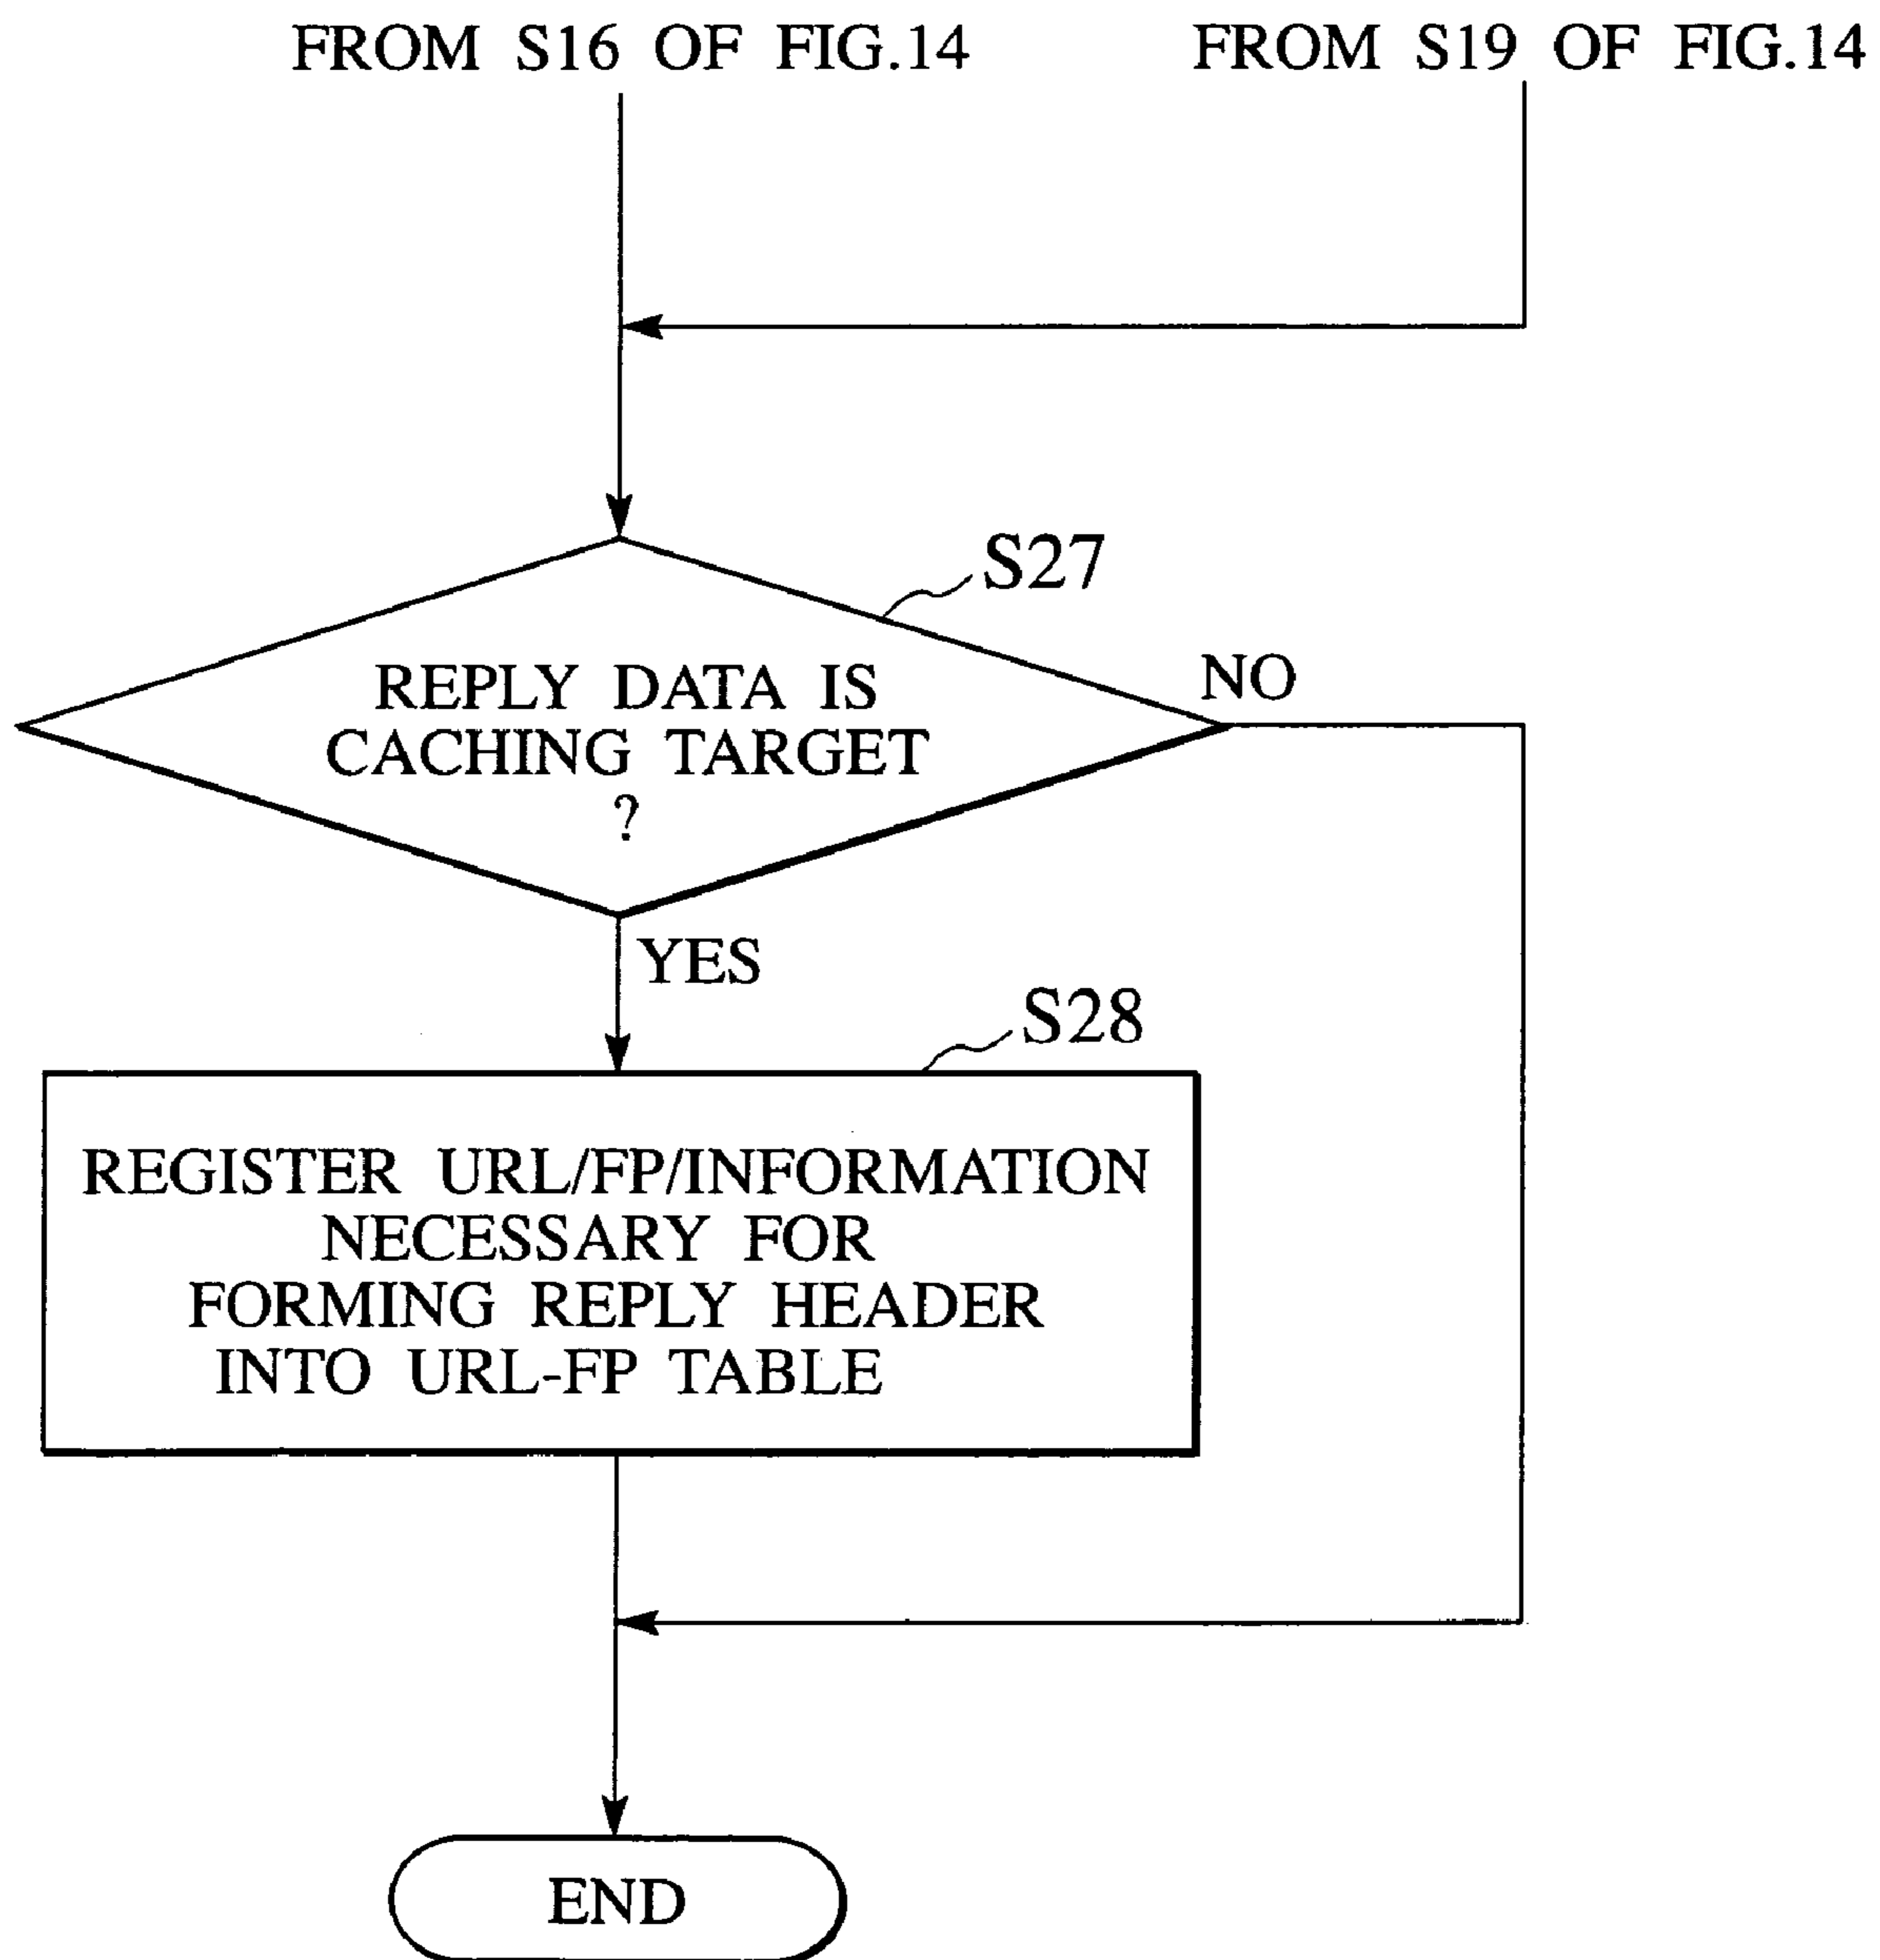 FROM S16 OF FIG.14
FROM S19 OF FIG.14
S27
REPLY DATA IS
CACHING TARGET
?
NO
YES
S28
REGISTER URL/FP/INFORMATION
NECESSARY FOR
FORMING REPLY HEADER
INTO URL-FP TABLE
END